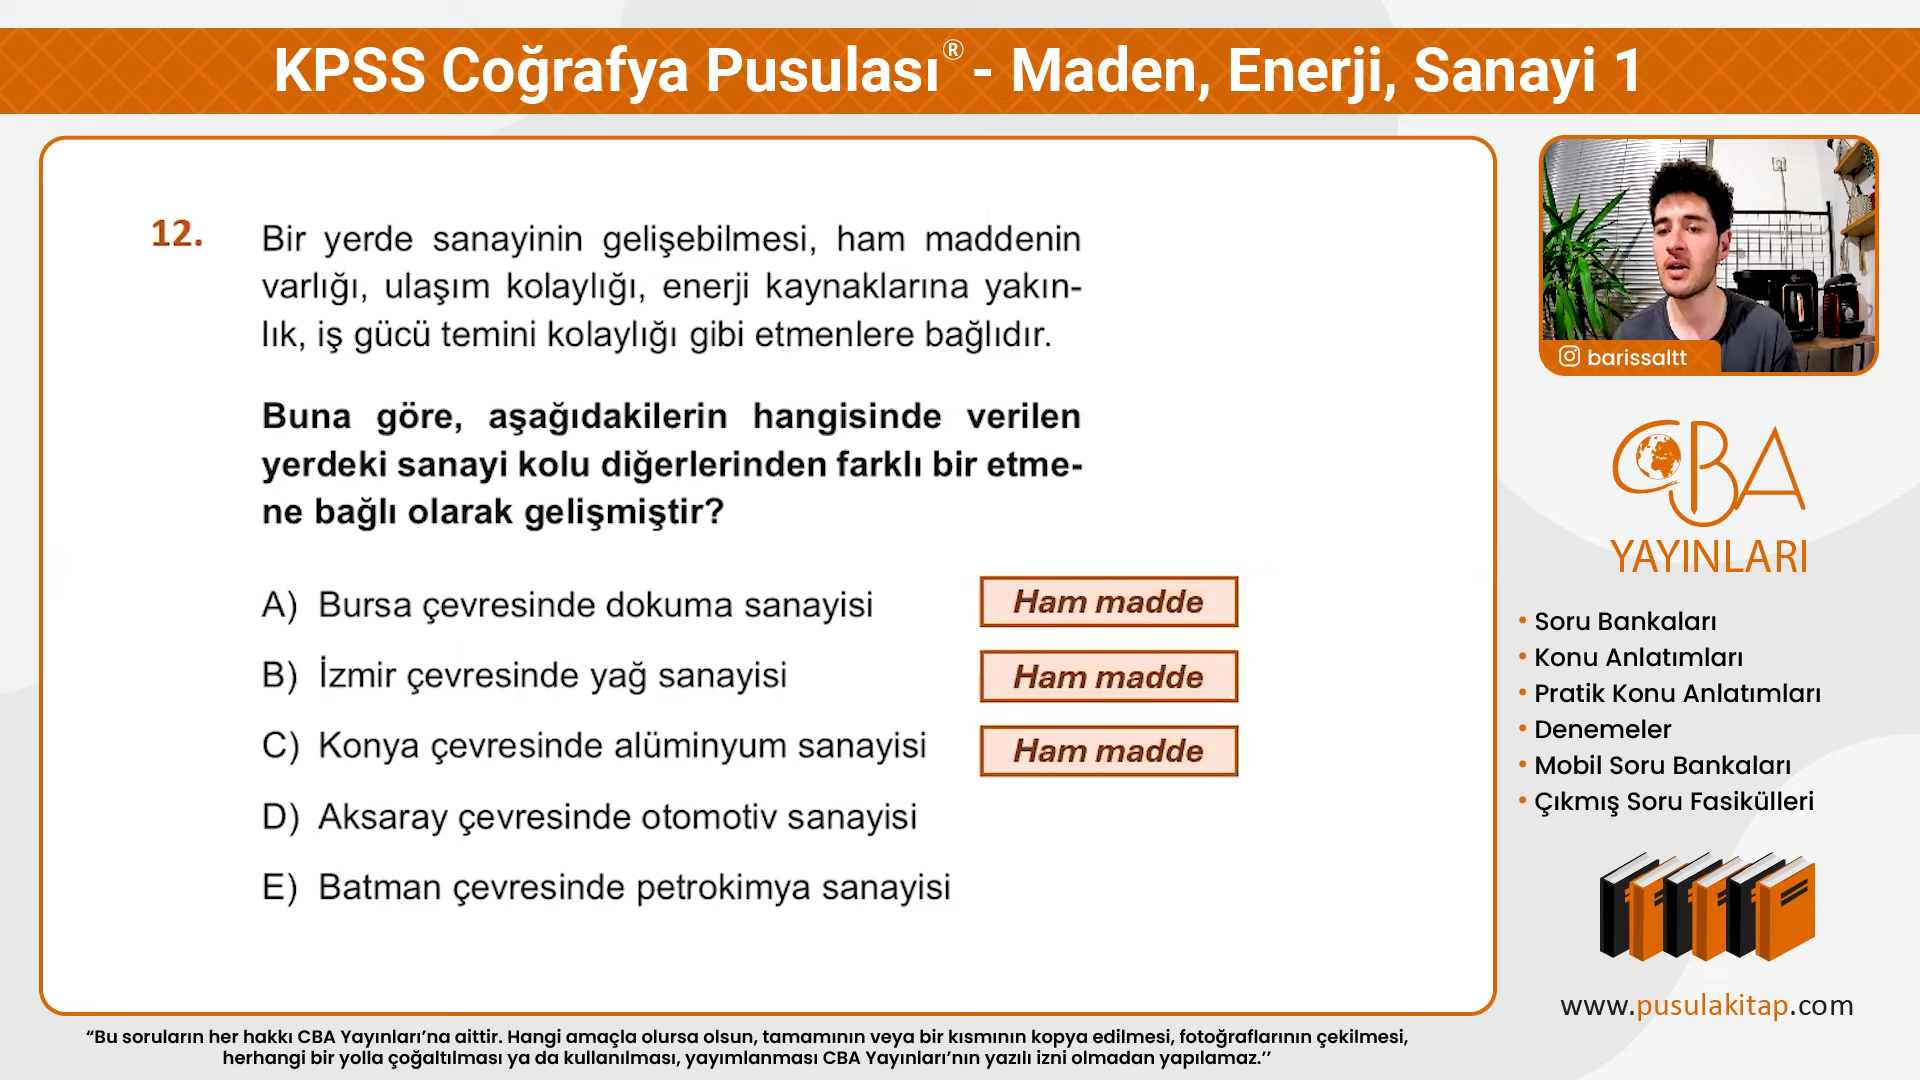 KPSS Coğrafya Pusulası® - Maden, Enerji, Sanayi 1
12.
Bir yerde sanayinin gelişebilmesi, ham maddenin
varlığı, ulaşım kolaylığı, enerji kaynaklarına yakın-
lık, iş gücü temini kolaylığı gibi etmenlere bağlıdır.
Buna göre, aşağıdakilerin hangisinde verilen
yerdeki sanayi kolu diğerlerinden farklı bir etme-
ne bağlı olarak gelişmiştir?
A) Bursa çevresinde dokuma sanayisi
Ham madde
B) İzmir çevresinde yağ sanayisi
Ham madde
C) Konya çevresinde alüminyum sanayisi
Ham madde
D) Aksaray çevresinde otomotiv sanayisi
E) Batman çevresinde petrokimya sanayisi
barissaltt
CBA
YAYINLARI
• Soru Bankaları
• Konu Anlatımları
• Pratik Konu Anlatımları
• Denemeler
• Mobil Soru Bankaları
• Çıkmış Soru Fasikülleri
www.pusulakitap.com
“Bu soruların her hakkı CBA Yayınları’na aittir. Hangi amaçla olursa olsun, tamamının veya bir kısmının kopya edilmesi, fotoğraflarının çekilmesi,
herhangi bir yolla çoğaltılması ya da kullanılması, yayımlanması CBA Yayınları’nın yazılı izni olmadan yapılamaz.’’